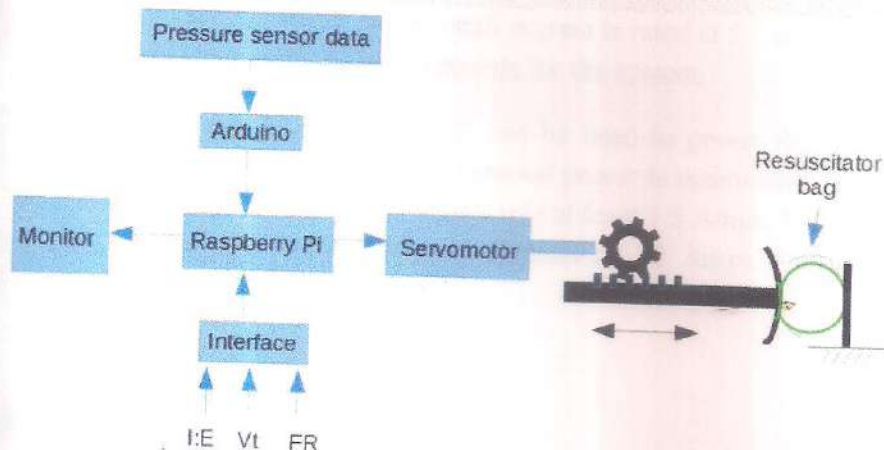 Pressure sensor data
Arduino
Resuscitator
bag
Monitor
Raspberry Pi
Servomotor
Interface
I:E Vt FR